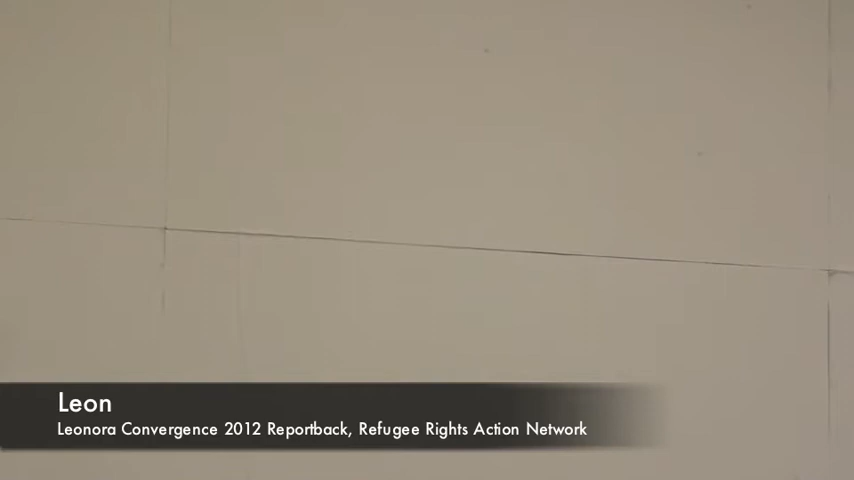 Leon
Leonora Convergence 2012 Reportback, Refugee Rights Action Network